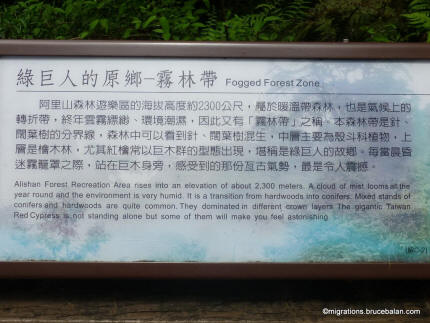 綠巨人的原鄉－霧林帶 Fogged Forest Zone
阿里山森林遊樂區的海拔高度約2300公尺，屬於暖溫帶森林，也是氣候上的
轉折帶，終年雲霧縹緲、環境潮濕，因此又有「霧林帶」之稱。本森林帶是針、
闊葉樹的分界線，森林中可以看到針、闊葉樹混生，中層主要為殼斗科植物，上
層是檜木林，尤其紅檜常以巨木群的型態出現，堪稱是綠巨人的故鄉。每當晨昏
迷霧籠罩之際，站在巨木身旁，感受到的那份亙古氣勢，最是令人震撼。
Alishan Forest Recreation Area rises into an elevation of about 2,300 meters. A cloud of mist looms at the
year round and the environment is very humid. It is a transition from hardwoods into conifers. Mixed stands of
conifers and hardwoods are quite common. They dominated in different crown layers. The gigantic Taiwan
Red Cypress is not standing alone but some of them will make you feel astonishing.
©migrations.brucebalan.com